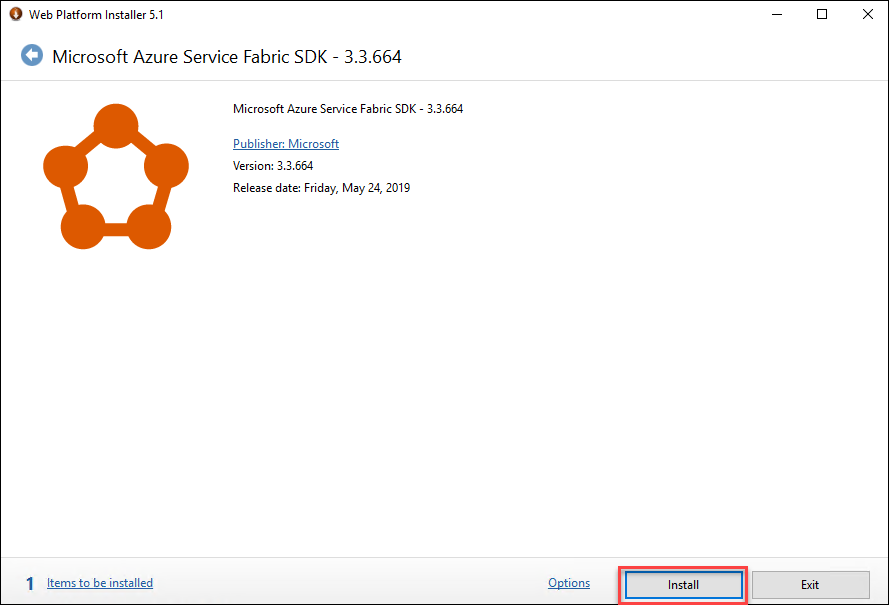 Web Platform Installer 5.1
Microsoft Azure Service Fabric SDK - 3.3.664
Microsoft Azure Service Fabric SDK - 3.3.664
Publisher: Microsoft
Version: 3.3.664
Release date: Friday, May 24, 2019
1 Items to be installed
Options
Install
Exit